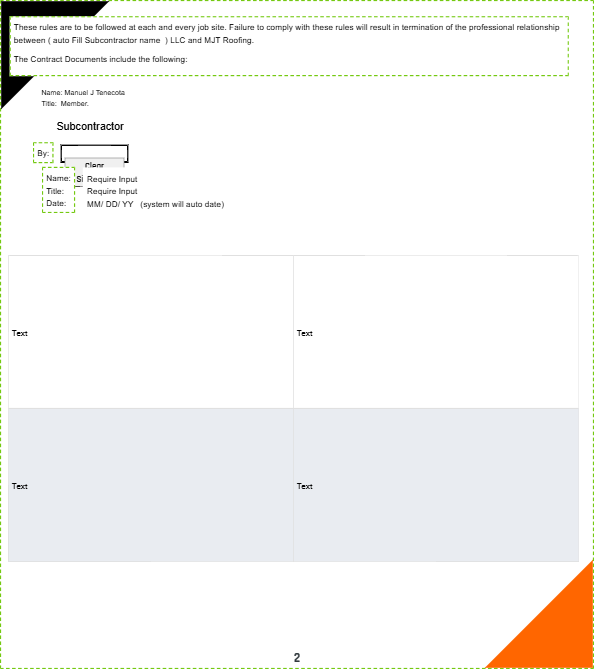 These rules are to be followed at each and every job site. Failure to comply with these rules will result in termination of the professional relationship
between ( auto Fill Subcontractor name ) LLC and MJT Roofing.
The Contract Documents include the following:
Name: Manuel J Tenecota
Title: Member.
Subcontractor
By:
Clear
Name: Si Require Input
Title: Require Input
Date: MM/ DD/ YY (system will auto date)
Text Text
Text Text
2